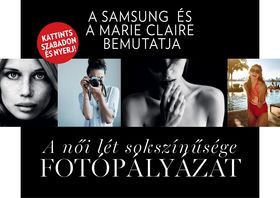 A SAMSUNG ÉS
A MARIE CLAIRE
BEMUTATJA
KATTINTS
SZABADON
ÉS NYERJ!
A női lét sokszínűsége
FOTÓPÁLYÁZAT